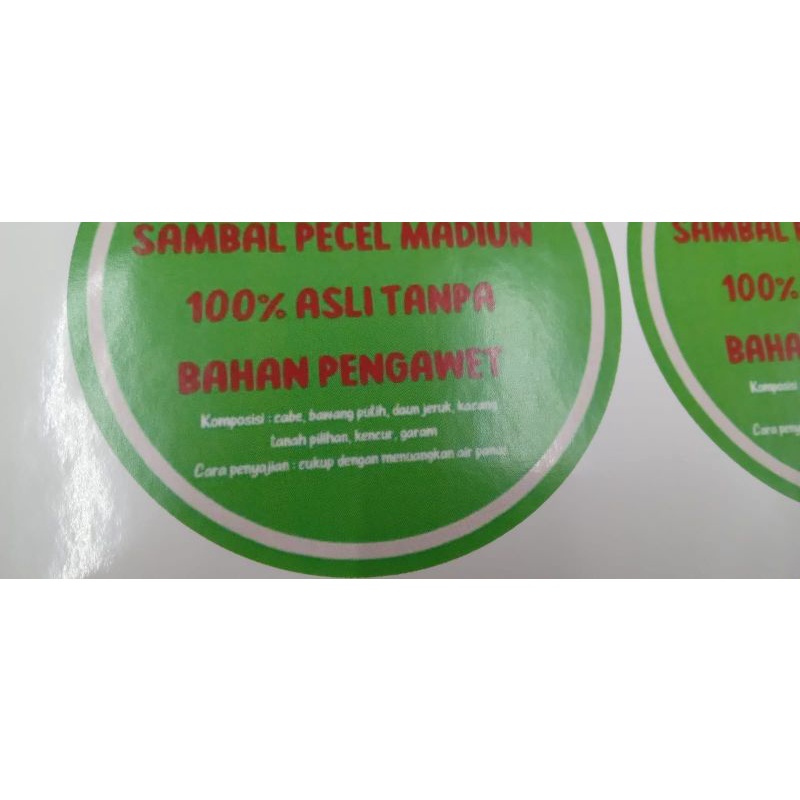 SAMBAL PECEL MADIUN
100% ASLI TANPA
BAHAN PENGAWET
Komposisi : cabe, bawang putih, daun jeruk, kacang
tanah pilihan, kencur, garam
Cara penyajian : cukup dengan menuangkan air panas
SAMBAL
100%
BAHA
Komposisi
Cara penya